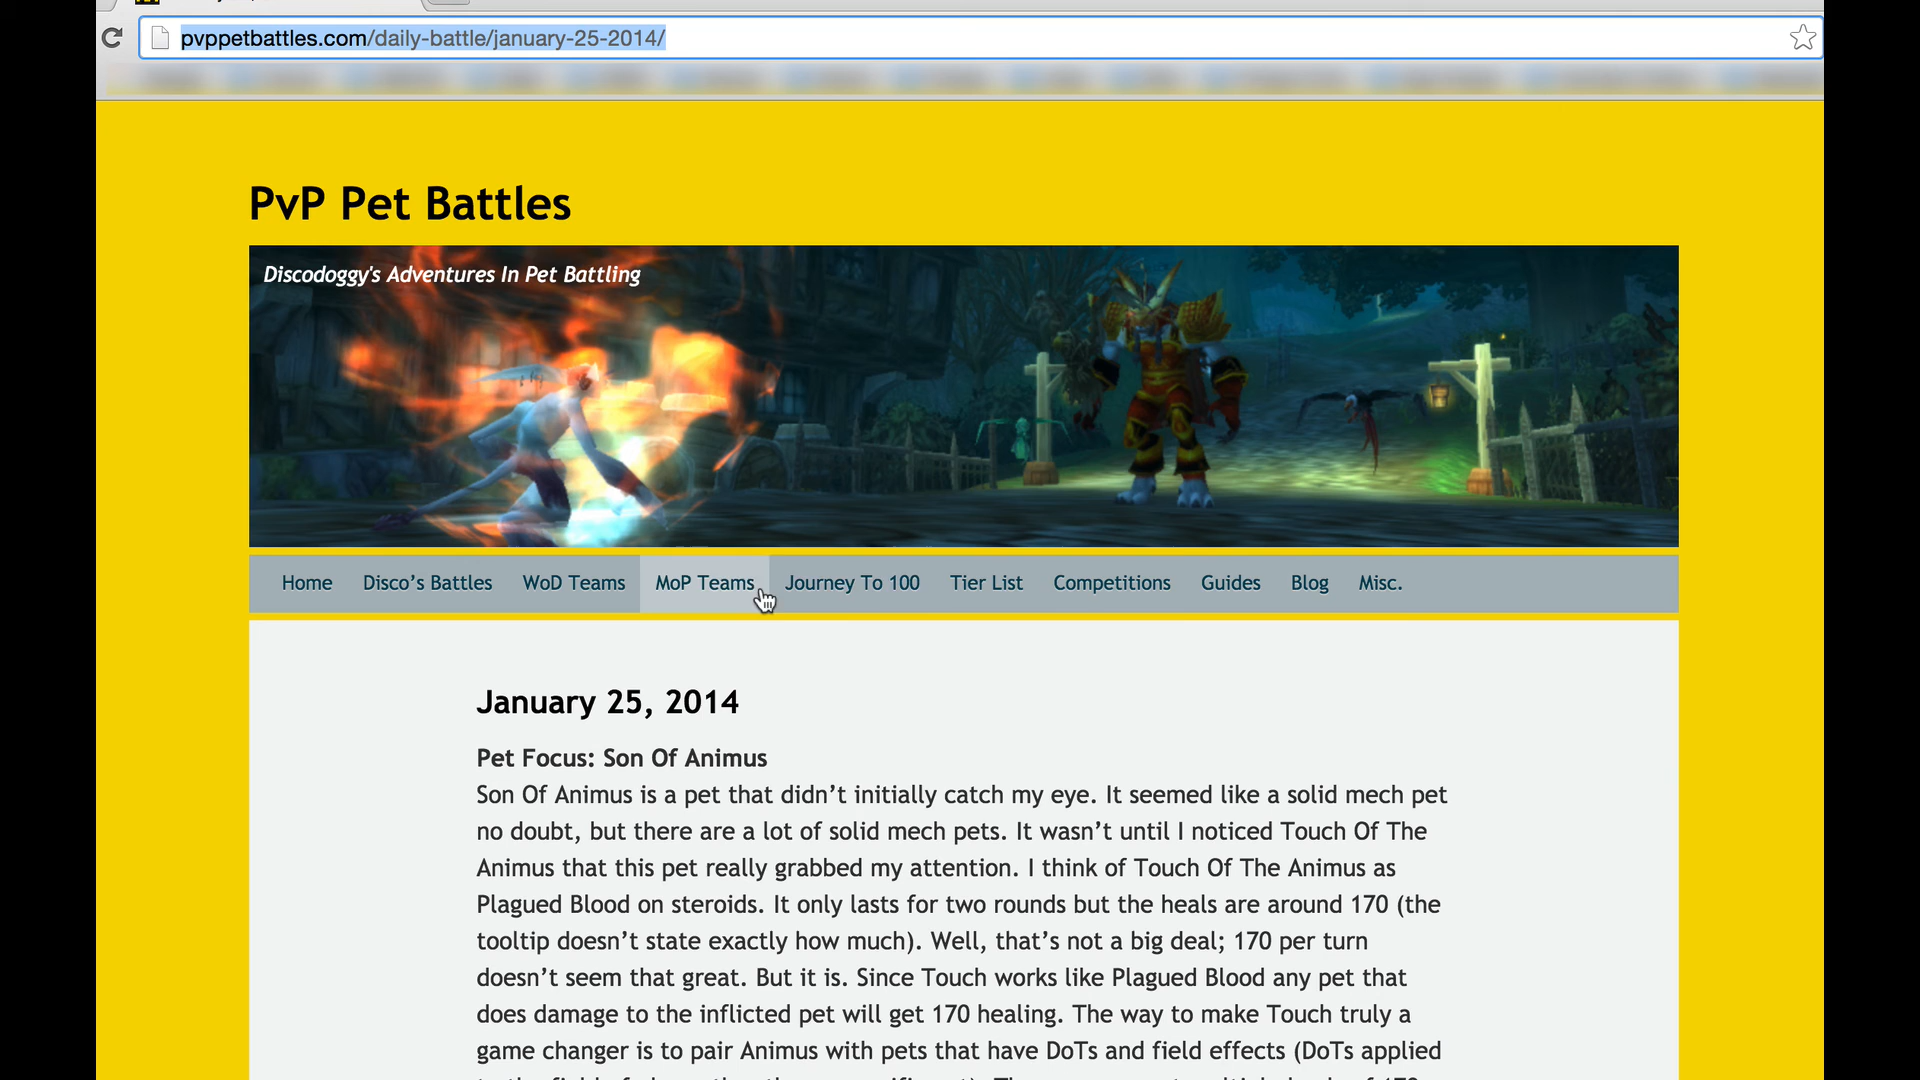 pvppetbattles.com/daily-battle/january-25-2014/
PvP Pet Battles
Discodoggy's Adventures In Pet Battling
Home Disco’s Battles WoD Teams MoP Teams Journey To 100 Tier List Competitions Guides Blog Misc.
January 25, 2014
Pet Focus: Son Of Animus
Son Of Animus is a pet that didn’t initially catch my eye. It seemed like a solid mech pet
no doubt, but there are a lot of solid mech pets. It wasn’t until I noticed Touch Of The
Animus that this pet really grabbed my attention. I think of Touch Of The Animus as
Plagued Blood on steroids. It only lasts for two rounds but the heals are around 170 (the
tooltip doesn’t state exactly how much). Well, that’s not a big deal; 170 per turn
doesn’t seem that great. But it is. Since Touch works like Plagued Blood any pet that
does damage to the inflicted pet will get 170 healing. The way to make Touch truly a
game changer is to pair Animus with pets that have DoTs and field effects (DoTs applied